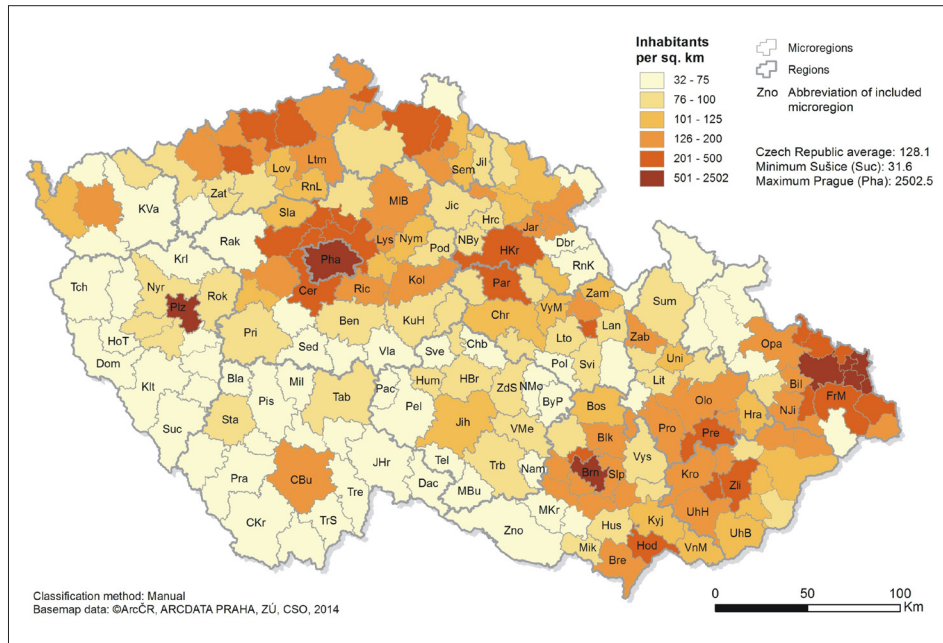 Inhabitants
per sq. km
32 - 75
76 - 100
101 - 125
126 - 200
201 - 500
501 - 2502
Microregions
Regions
Zno Abbreviation of included
microregion
Czech Republic average: 128.1
Minimum Sušice (Suc): 31.6
Maximum Prague (Pha): 2502.5
Ltm
Lov
Zat
RnL
KVa
Sla
Rak
Krl
MlB
Sem
Jil
Jic
Hrc
Jar
Lys
Nym
Pod
NBy
HKr
Dbr
RnK
Pha
Tch
Nyr
Rok
Plz
Cer
Ric
Kol
Par
Zam
Sum
HoT
Dom
Pri
Ben
KuH
Chr
VyM
Lan
Zab
Lto
Opa
Sed
Vla
Sve
Chb
Pol
Svi
Uni
Lit
Bil
FrM
Klt
Bla
Mil
Pis
Tab
Pac
Hum
HBr
ZdS
NMo
ByP
Bos
Olo
NJi
Suc
Sta
Pel
Jih
VMe
Blk
Pro
Pre
Hra
Pra
CBu
JHr
Tel
Trb
Nam
Brn
Slp
Vys
Kro
Zli
Tre
Dac
MBu
CKr
TrS
Zno
MKr
Hus
Kyj
UhH
UhB
Mik
Bre
Hod
VnM
Classification method: Manual
Basemap data: ©ArcČR, ARCDATA PRAHA, ZÚ, CSO, 2014
0 50 100
Km